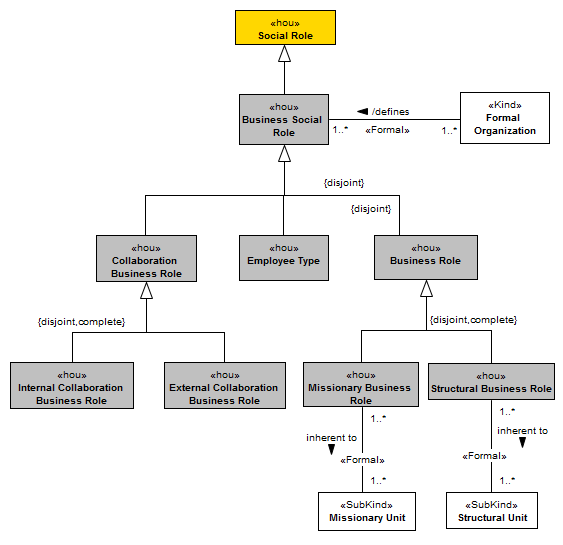 «hou»
Social Role
«hou»
Business Social
Role
/defines
1..*
«Formal»
1..*
«Kind»
Formal
Organization
{disjoint}
{disjoint}
«hou»
Collaboration
Business Role
«hou»
Employee Type
«hou»
Business Role
{disjoint,complete}
{disjoint,complete}
«hou»
Internal Collaboration
Business Role
«hou»
External Collaboration
Business Role
«hou»
Missionary Business
Role
«hou»
Structural Business Role
1..*
inherent to
«Formal»
1..*
1..*
inherent to
«Formal»
1..*
«SubKind»
Missionary Unit
«SubKind»
Structural Unit